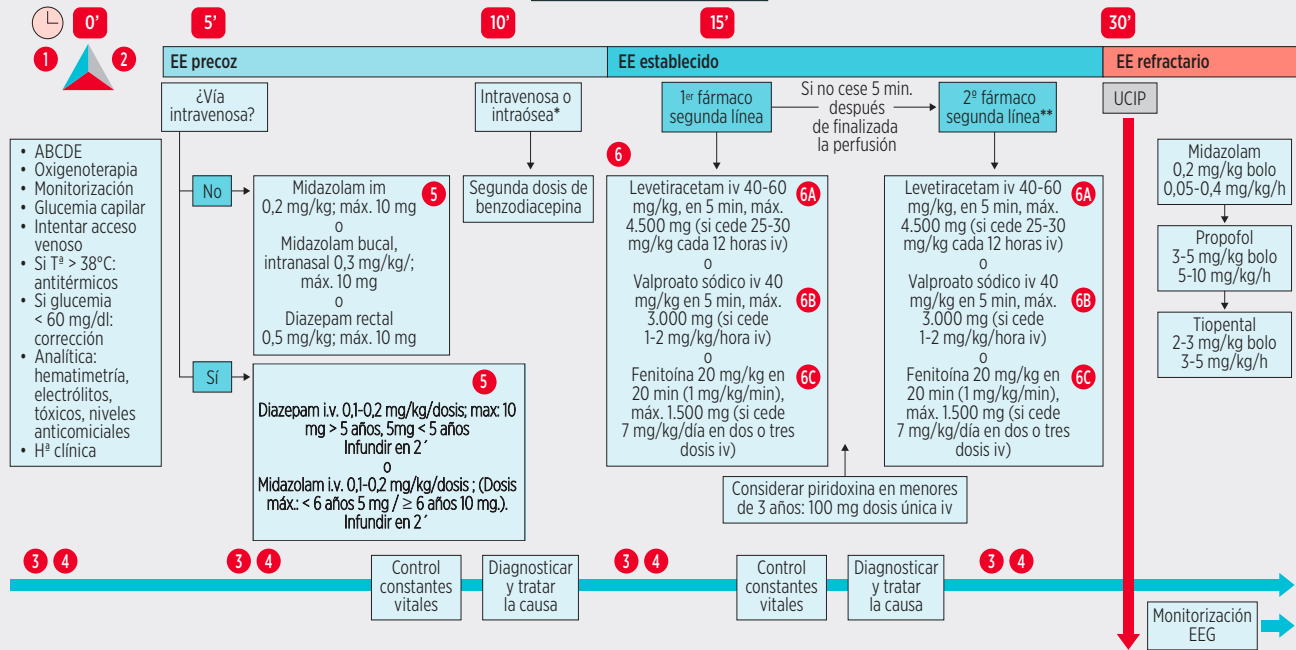 0'
5'
10'
15'
30'
1
2
EE precoz
EE establecido
EE refractario
• ABCDE
• Oxigenoterapia
• Monitorización
• Glucemia capilar
• Intentar acceso
venoso
• Si Tª > 38°C:
antitérmicos
• Si glucemia
< 60 mg/dl:
corrección
• Analítica:
hematimetría,
electrólitos,
tóxicos, niveles
anticomiciales
• Hª clínica
¿Vía
intravenosa?
No
Midazolam im
0,2 mg/kg; máx. 10 mg
o
Midazolam bucal,
intranasal 0,3 mg/kg/;
máx. 10 mg
o
Diazepam rectal
0,5 mg/kg; máx. 10 mg
5
Sí
5
Diazepam i.v. 0,1-0,2 mg/kg/dosis; max: 10
mg > 5 años, 5mg < 5 años
Infundir en 2´
o
Midazolam i.v. 0,1-0,2 mg/kg/dosis ; (Dosis
máx.: < 6 años 5 mg / ≥ 6 años 10 mg.).
Infundir en 2´
Intravenosa o
intraósea*
Segunda dosis de
benzodiacepina
1er fármaco
segunda línea
Si no cese 5 min.
después
de finalizada
la perfusión
2º fármaco
segunda línea**
6
Levetiracetam iv 40-60
mg/kg, en 5 min, máx.
4.500 mg (si cede 25-30
mg/kg cada 12 horas iv)
o
Valproato sódico iv 40
mg/kg en 5 min, máx.
3.000 mg (si cede
1-2 mg/kg/hora iv)
o
Fenitoína 20 mg/kg en
20 min (1 mg/kg/min),
máx. 1.500 mg (si cede
7 mg/kg/día en dos o tres
dosis iv)
6A
6B
6C
Levetiracetam iv 40-60
mg/kg, en 5 min, máx.
4.500 mg (si cede 25-30
mg/kg cada 12 horas iv)
o
Valproato sódico iv 40
mg/kg en 5 min, máx.
3.000 mg (si cede
1-2 mg/kg/hora iv)
o
Fenitoína 20 mg/kg en
20 min (1 mg/kg/min),
máx. 1.500 mg (si cede
7 mg/kg/día en dos o tres
dosis iv)
6A
6B
6C
Considerar piridoxina en menores
de 3 años: 100 mg dosis única iv
UCIP
Midazolam
0,2 mg/kg bolo
0,05-0,4 mg/kg/h
Propofol
3-5 mg/kg bolo
5-10 mg/kg/h
Tiopental
2-3 mg/kg bolo
3-5 mg/kg/h
3 4
3 4
Control
constantes
vitales
Diagnosticar
y tratar
la causa
3 4
Control
constantes
vitales
Diagnosticar
y tratar
la causa
3 4
Monitorización
EEG